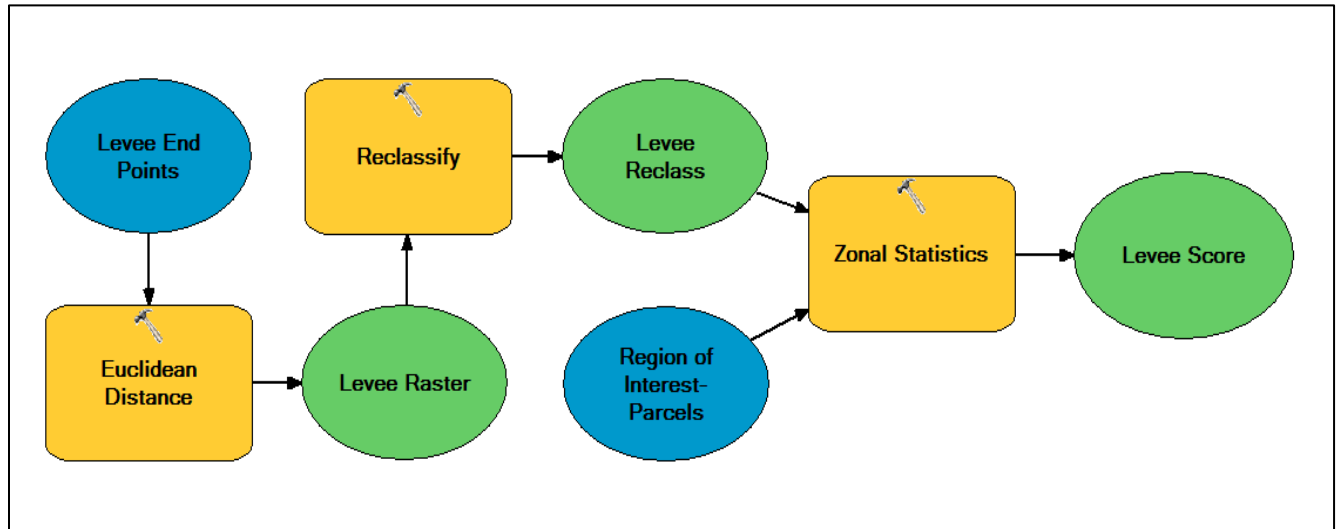 Levee End
Points
Reclassify
Levee
Reclass
Zonal Statistics
Levee Score
Euclidean
Distance
Levee Raster
Region of
Interest-
Parcels